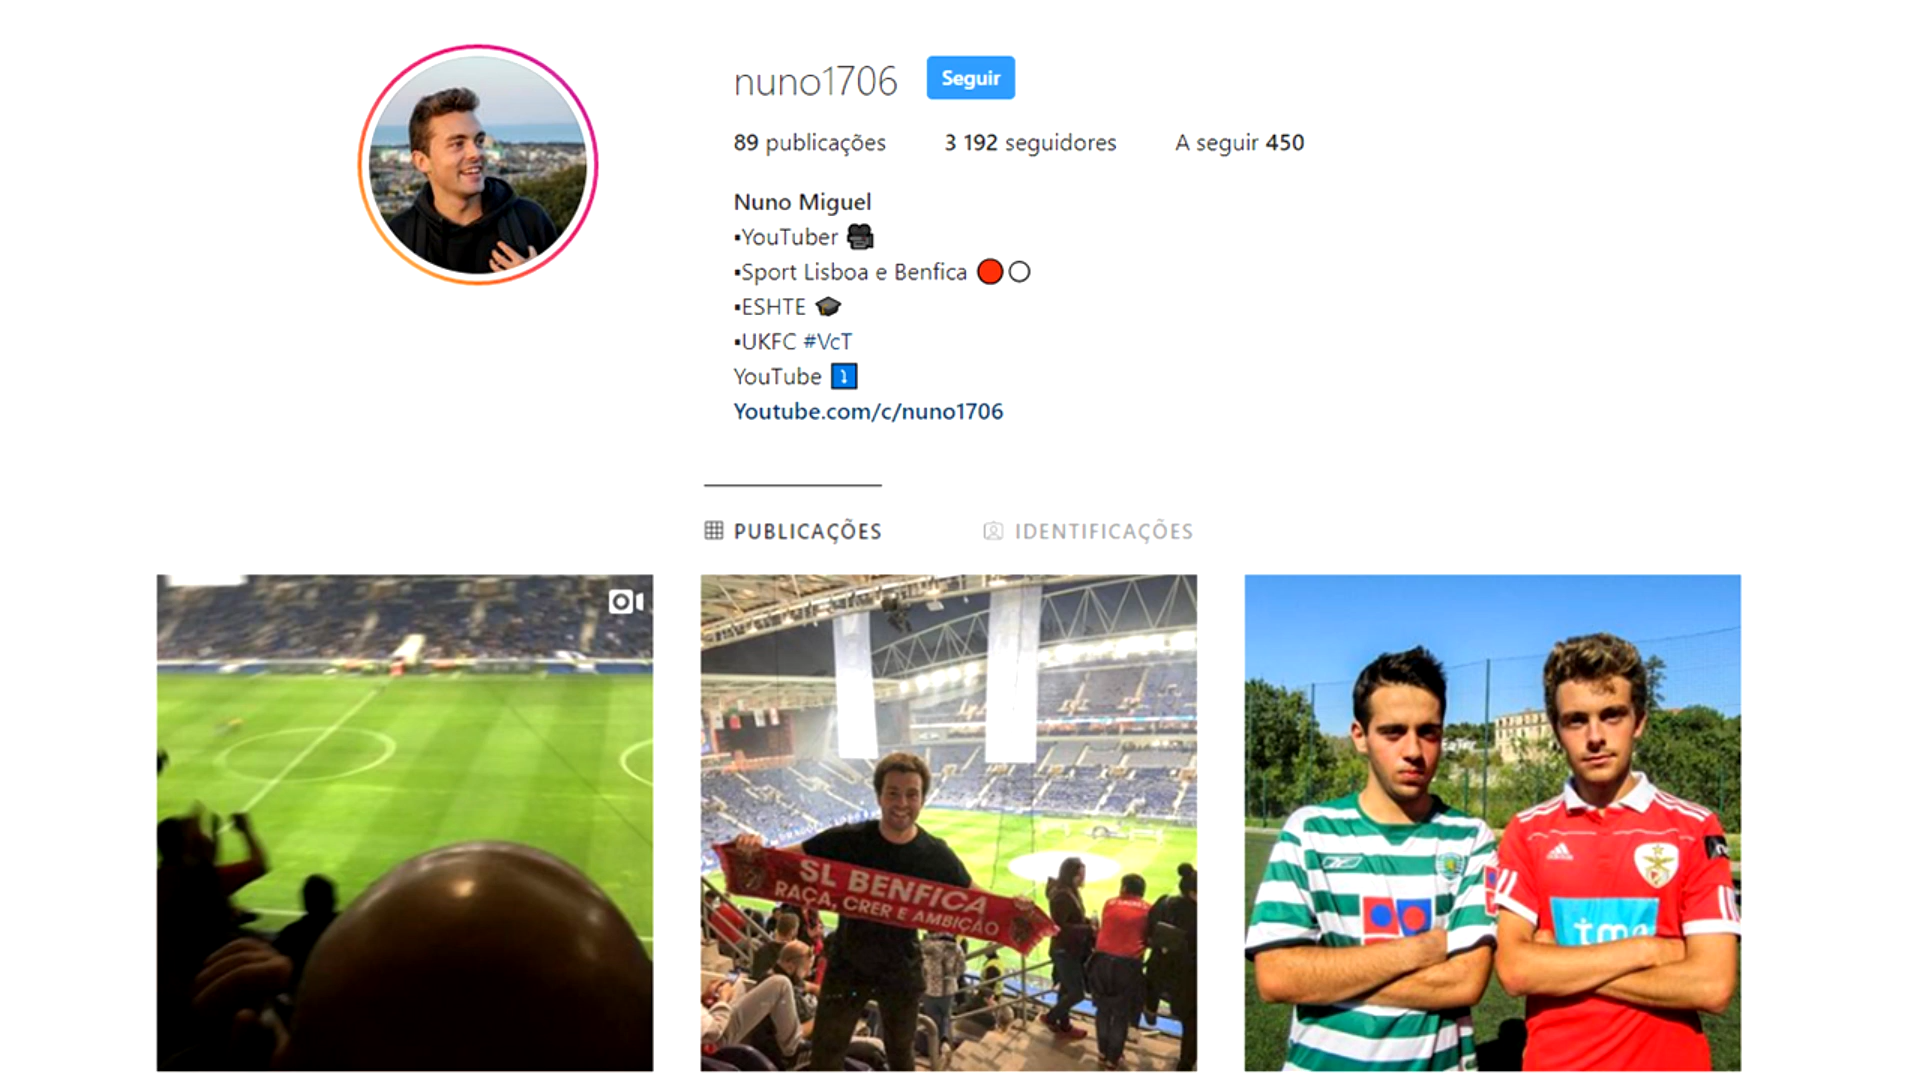 nuno1706 Seguir
89 publicações 3 192 seguidores A seguir 450
Nuno Miguel
▪YouTuber 🎥
▪Sport Lisboa e Benfica 🔴⚪
▪ESHTE 🎓
▪UKFC #VcT
YouTube ⤵️
Youtube.com/c/nuno1706
PUBLICAÇÕES IDENTIFICAÇÕES
SL BENFICA
RAÇA, CRER E AMBIÇÃO
tmn